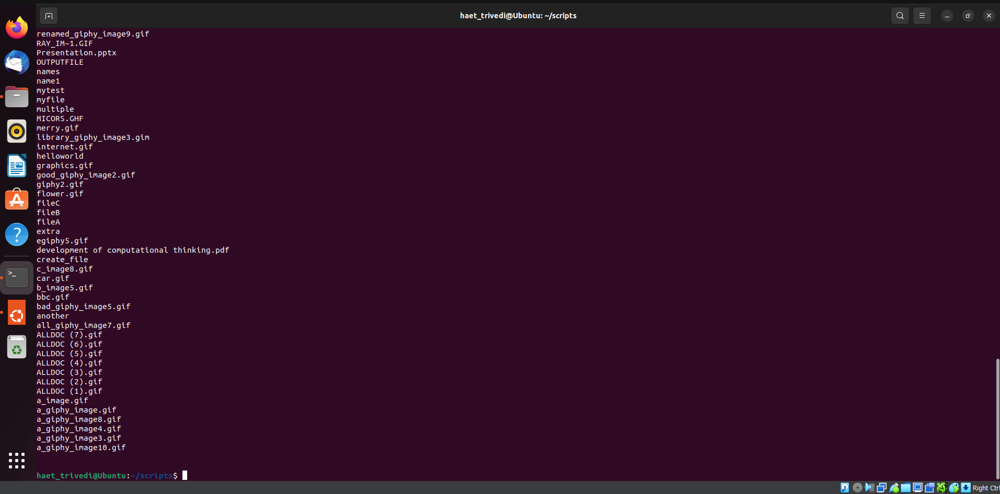 haet_trivedi@Ubuntu: ~/scripts
renamed_giphy_image9.gif
RAY_IM~1.GIF
Presentation.pptx
OUTPUTFILE
names
name1
mytest
myfile
multiple
MICORS.GHF
merry.gif
library_giphy_image3.gim
internet.gif
helloworld
graphics.gif
good_giphy_image2.gif
giphy2.gif
flower.gif
fileC
fileB
fileA
extra
egiphy5.gif
development of computational thinking.pdf
create_file
c_image8.gif
car.gif
b_image5.gif
bbc.gif
bad_giphy_image5.gif
another
all_giphy_image7.gif
ALLDOC (7).gif
ALLDOC (6).gif
ALLDOC (5).gif
ALLDOC (4).gif
ALLDOC (3).gif
ALLDOC (2).gif
ALLDOC (1).gif
a_image.gif
a_giphy_image.gif
a_giphy_image8.gif
a_giphy_image4.gif
a_giphy_image3.gif
a_giphy_image10.gif
haet_trivedi@Ubuntu:~/scripts$
Right Ctrl